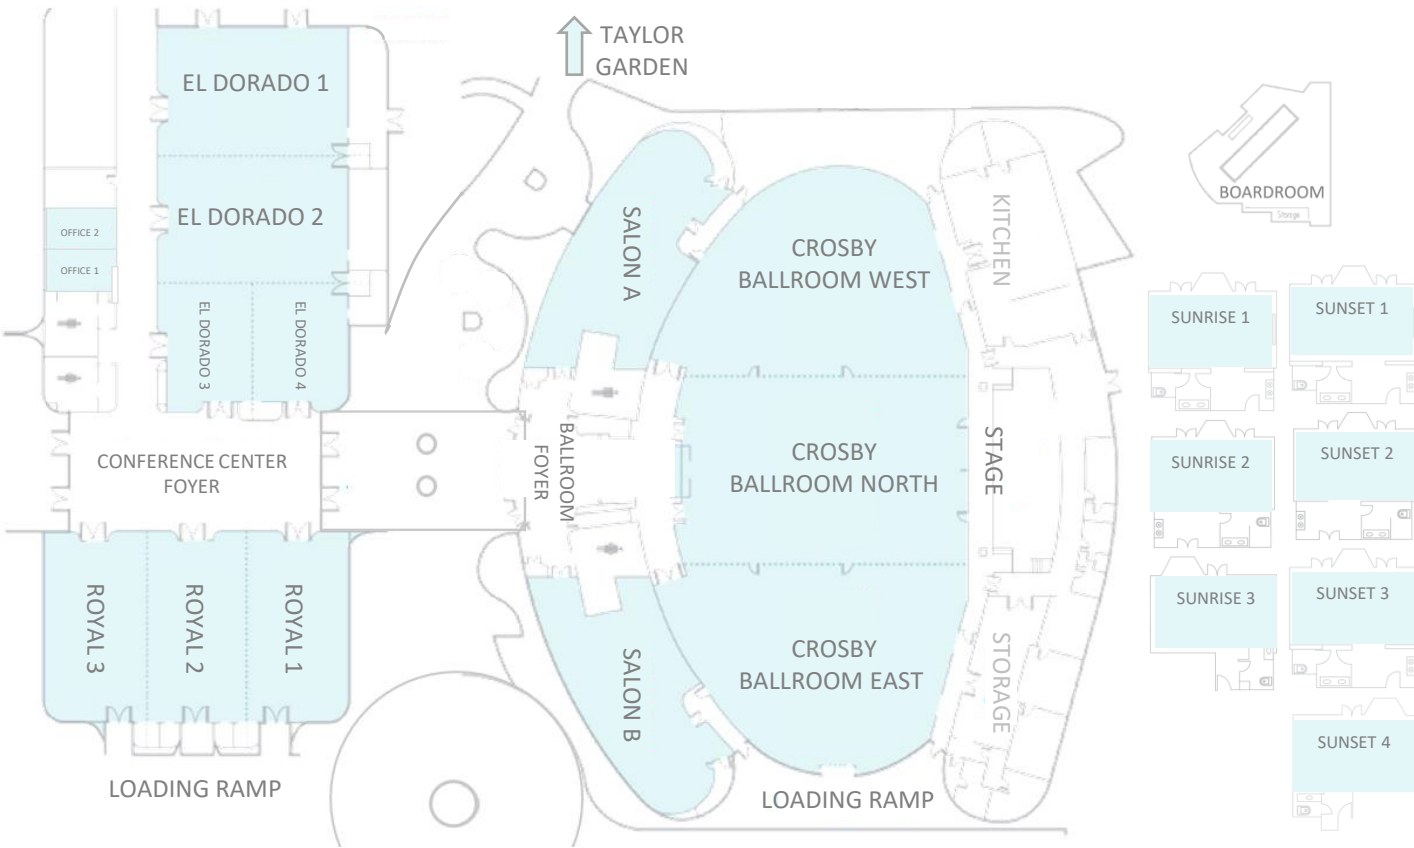 TAYLOR
GARDEN
EL DORADO 1
EL DORADO 2
EL DORADO 3
EL DORADO 4
OFFICE 2
OFFICE 1
CONFERENCE CENTER
FOYER
ROYAL 3
ROYAL 2
ROYAL 1
LOADING RAMP
SALON A
BALLROOM
FOYER
SALON B
CROSBY
BALLROOM WEST
CROSBY
BALLROOM NORTH
CROSBY
BALLROOM EAST
LOADING RAMP
KITCHEN
STAGE
STORAGE
BOARDROOM
Storage
SUNRISE 1
SUNSET 1
SUNRISE 2
SUNSET 2
SUNRISE 3
SUNSET 3
SUNSET 4